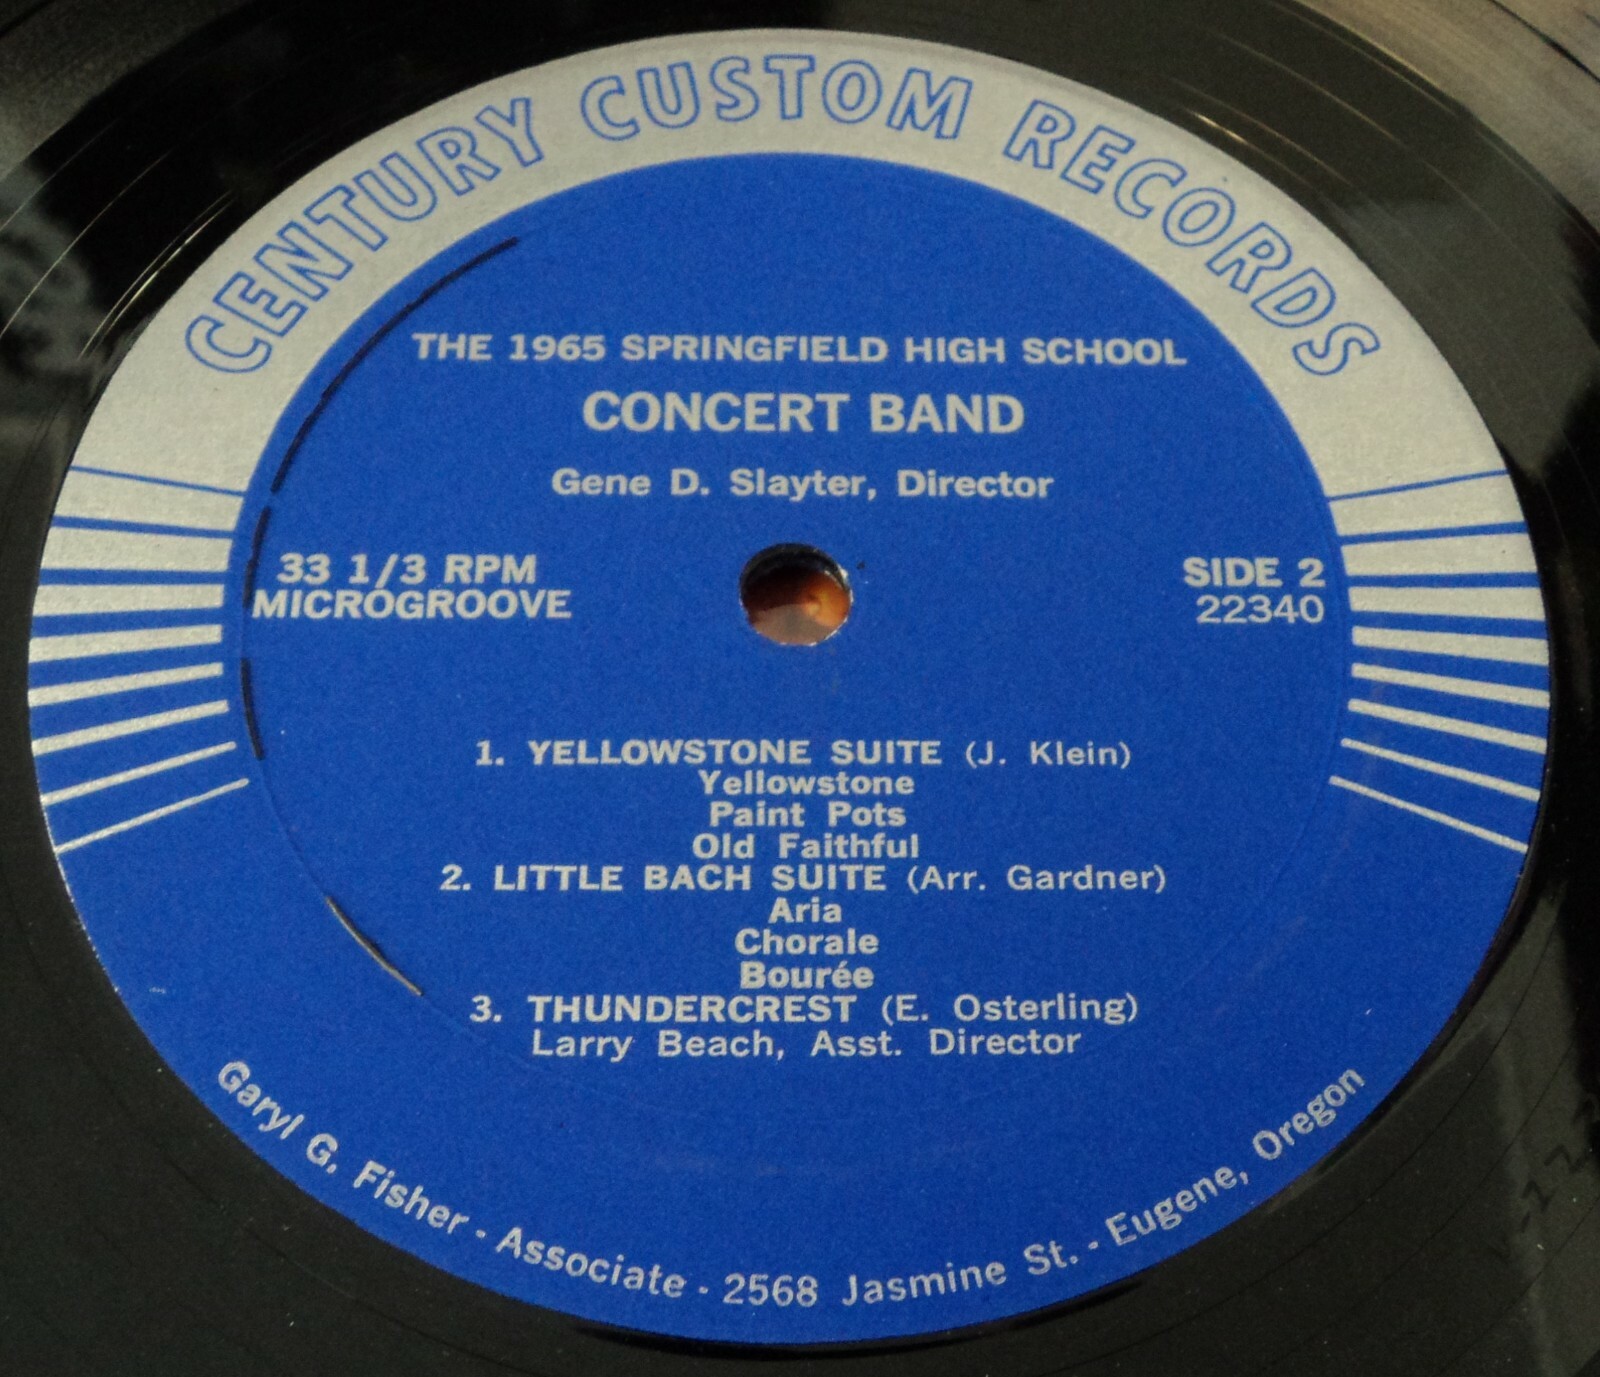 CENTURY CUSTOM RECORDS
THE 1965 SPRINGFIELD HIGH SCHOOL
CONCERT BAND
Gene D. Slayter, Director
33 1/3 RPM
MICROGROOVE
SIDE 2
22340
1. YELLOWSTONE SUITE (J. Klein)
Yellowstone
Paint Pots
Old Faithful
2. LITTLE BACH SUITE (Arr. Gardner)
Aria
Chorale
Bourée
3. THUNDERCREST (E. Osterling)
Larry Beach, Asst. Director
Garyl G. Fisher - Associate - 2568 Jasmine St. - Eugene, Oregon